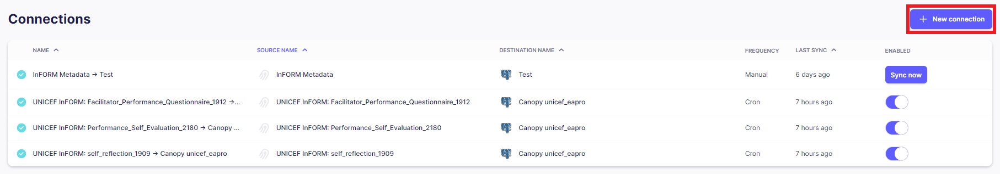 Connections
+ New connection
NAME SOURCE NAME DESTINATION NAME FREQUENCY LAST SYNC ENABLED
InFORM Metadata → Test InFORM Metadata Test Manual 6 days ago Sync now
UNICEF InFORM: Facilitator_Performance_Questionnaire_1912 →... UNICEF InFORM: Facilitator_Performance_Questionnaire_1912 Canopy unicef_eapro Cron 7 hours ago
UNICEF InFORM: Performance_Self_Evaluation_2180 → Canopy ... UNICEF InFORM: Performance_Self_Evaluation_2180 Canopy unicef_eapro Cron 7 hours ago
UNICEF InFORM: self_reflection_1909 → Canopy unicef_eapro UNICEF InFORM: self_reflection_1909 Canopy unicef_eapro Cron 7 hours ago